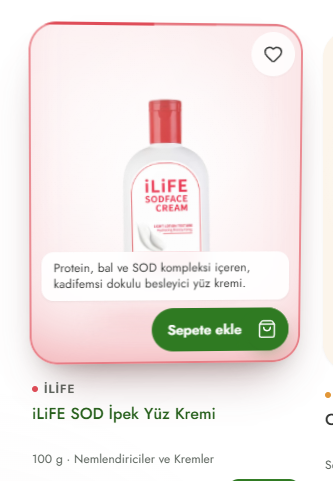 iLiFE
SODFACE
CREAM
Protein, bal ve SOD kompleksi içeren,
kadifemsi dokulu besleyici yüz kremi.
Sepete ekle
İLİFE
iLiFE SOD İpek Yüz Kremi
100 g · Nemlendiriciler ve Kremler